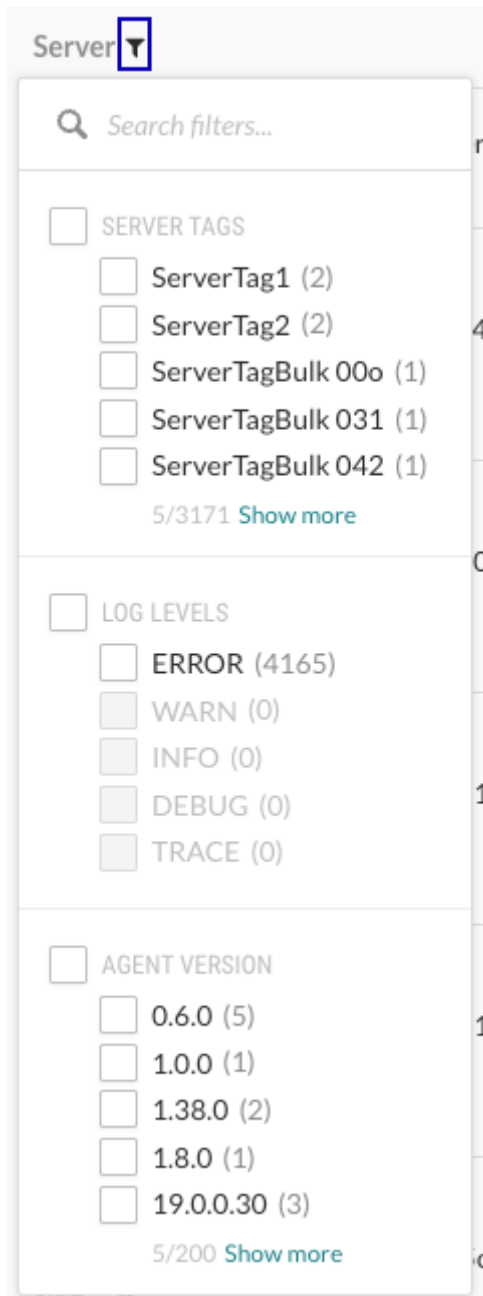 Server
Search filters...
SERVER TAGS
ServerTag1 (2)
ServerTag2 (2)
ServerTagBulk 00o (1)
ServerTagBulk 031 (1)
ServerTagBulk 042 (1)
5/3171 Show more
LOG LEVELS
ERROR (4165)
WARN (0)
INFO (0)
DEBUG (0)
TRACE (0)
AGENT VERSION
0.6.0 (5)
1.0.0 (1)
1.38.0 (2)
1.8.0 (1)
19.0.0.30 (3)
5/200 Show more